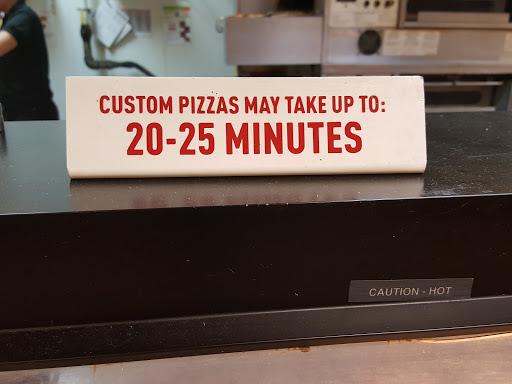 CUSTOM PIZZAS MAY TAKE UP TO:
20-25 MINUTES
CAUTION - HOT